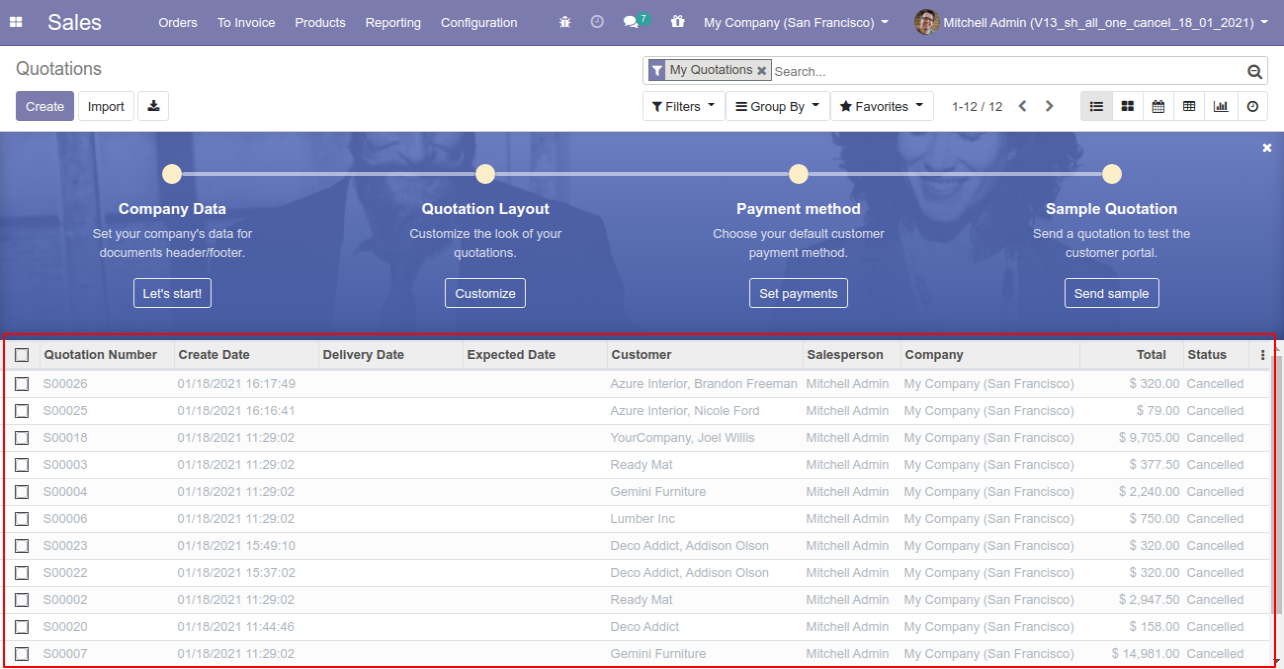 Sales Orders To Invoice Products Reporting Configuration 7 My Company (San Francisco) Mitchell Admin (V13_sh_all_one_cancel_18_01_2021)
Quotations
My Quotations Search...
Create Import Filters Group By Favorites 1-12 / 12
Company Data Quotation Layout Payment method Sample Quotation
Set your company's data for Customize the look of your Choose your default customer Send a quotation to test the
documents header/footer. quotations. payment method. customer portal.
Let's start! Customize Set payments Send sample
Quotation Number Create Date Delivery Date Expected Date Customer Salesperson Company Total Status
S00026 01/18/2021 16:17:49 Azure Interior, Brandon Freeman Mitchell Admin My Company (San Francisco) $ 320.00 Cancelled
S00025 01/18/2021 16:16:41 Azure Interior, Nicole Ford Mitchell Admin My Company (San Francisco) $ 79.00 Cancelled
S00018 01/18/2021 11:29:02 YourCompany, Joel Willis Mitchell Admin My Company (San Francisco) $ 9,705.00 Cancelled
S00003 01/18/2021 11:29:02 Ready Mat Mitchell Admin My Company (San Francisco) $ 377.50 Cancelled
S00004 01/18/2021 11:29:02 Gemini Furniture Mitchell Admin My Company (San Francisco) $ 2,240.00 Cancelled
S00006 01/18/2021 11:29:02 Lumber Inc Mitchell Admin My Company (San Francisco) $ 750.00 Cancelled
S00023 01/18/2021 15:49:10 Deco Addict, Addison Olson Mitchell Admin My Company (San Francisco) $ 320.00 Cancelled
S00022 01/18/2021 15:37:02 Deco Addict, Addison Olson Mitchell Admin My Company (San Francisco) $ 320.00 Cancelled
S00002 01/18/2021 11:29:02 Ready Mat Mitchell Admin My Company (San Francisco) $ 2,947.50 Cancelled
S00020 01/18/2021 11:44:46 Deco Addict Mitchell Admin My Company (San Francisco) $ 158.00 Cancelled
S00007 01/18/2021 11:29:02 Gemini Furniture Mitchell Admin My Company (San Francisco) $ 14,981.00 Cancelled